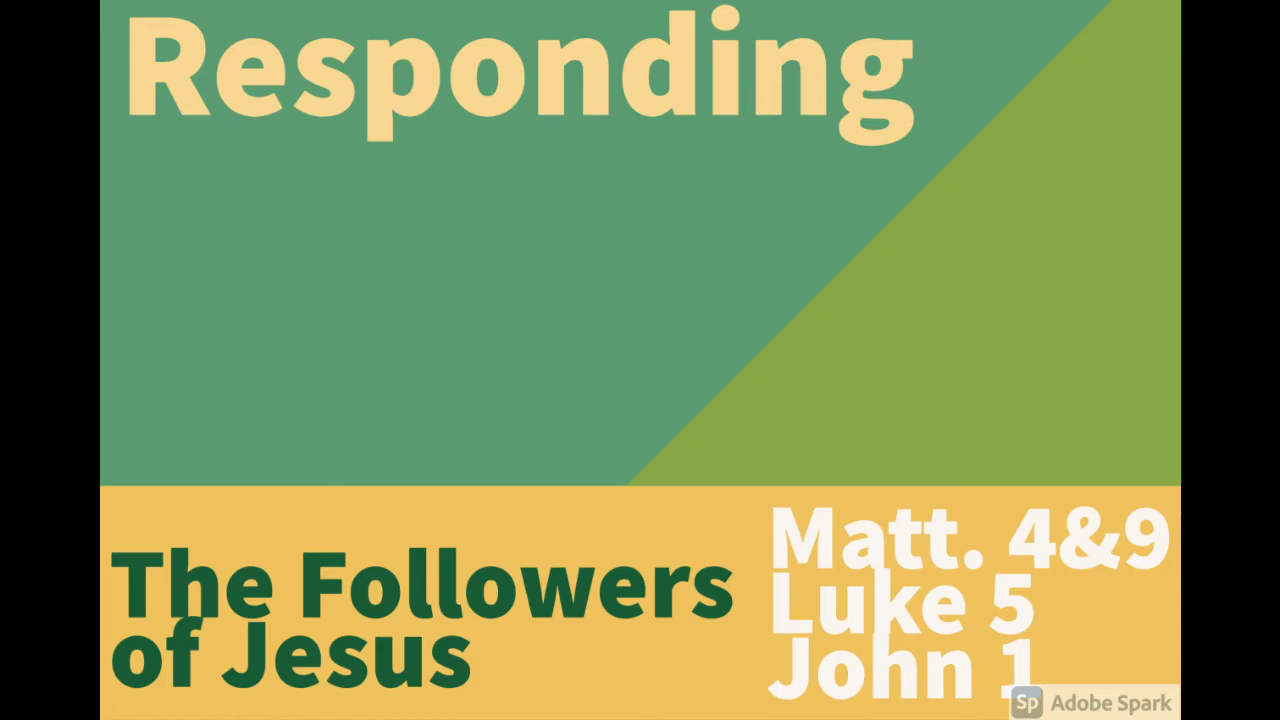 Responding
The Followers
of Jesus
Matt. 4&9
Luke 5
John 1
Sp Adobe Spark